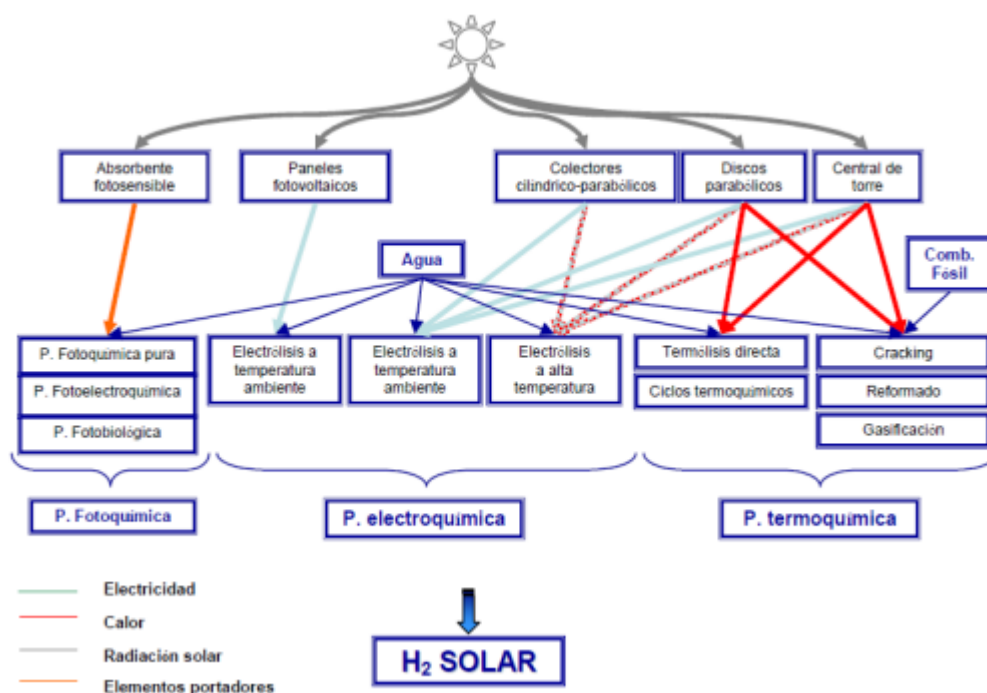 Absorbente
fotosensible
Paneles
fotovoltaicos
Colectores
cilíndrico-parabólicos
Discos
parabólicos
Central de
torre
Agua
Comb.
Fósil
P. Fotoquímica pura
P. Fotoelectroquímica
P. Fotobiológica
Electrólisis a
temperatura
ambiente
Electrólisis a
temperatura
ambiente
Electrólisis
a alta
temperatura
Termólisis directa
Ciclos termoquímicos
Cracking
Reformado
Gasificación
P. Fotoquímica
P. electroquímica
P. termoquímica
Electricidad
Calor
Radiación solar
Elementos portadores
H₂ SOLAR